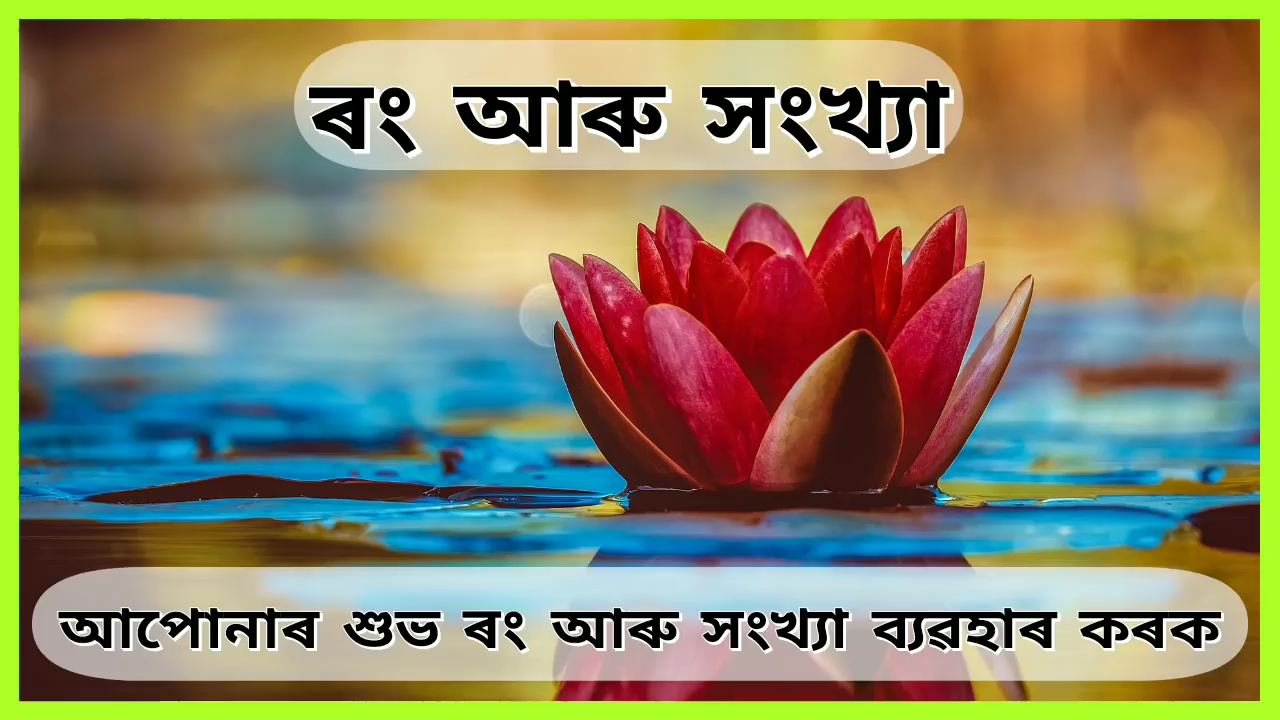 ৰং আৰু সংখ্যা
আপোনাৰ শুভ ৰং আৰু সংখ্যা ব্যৱহাৰ কৰক